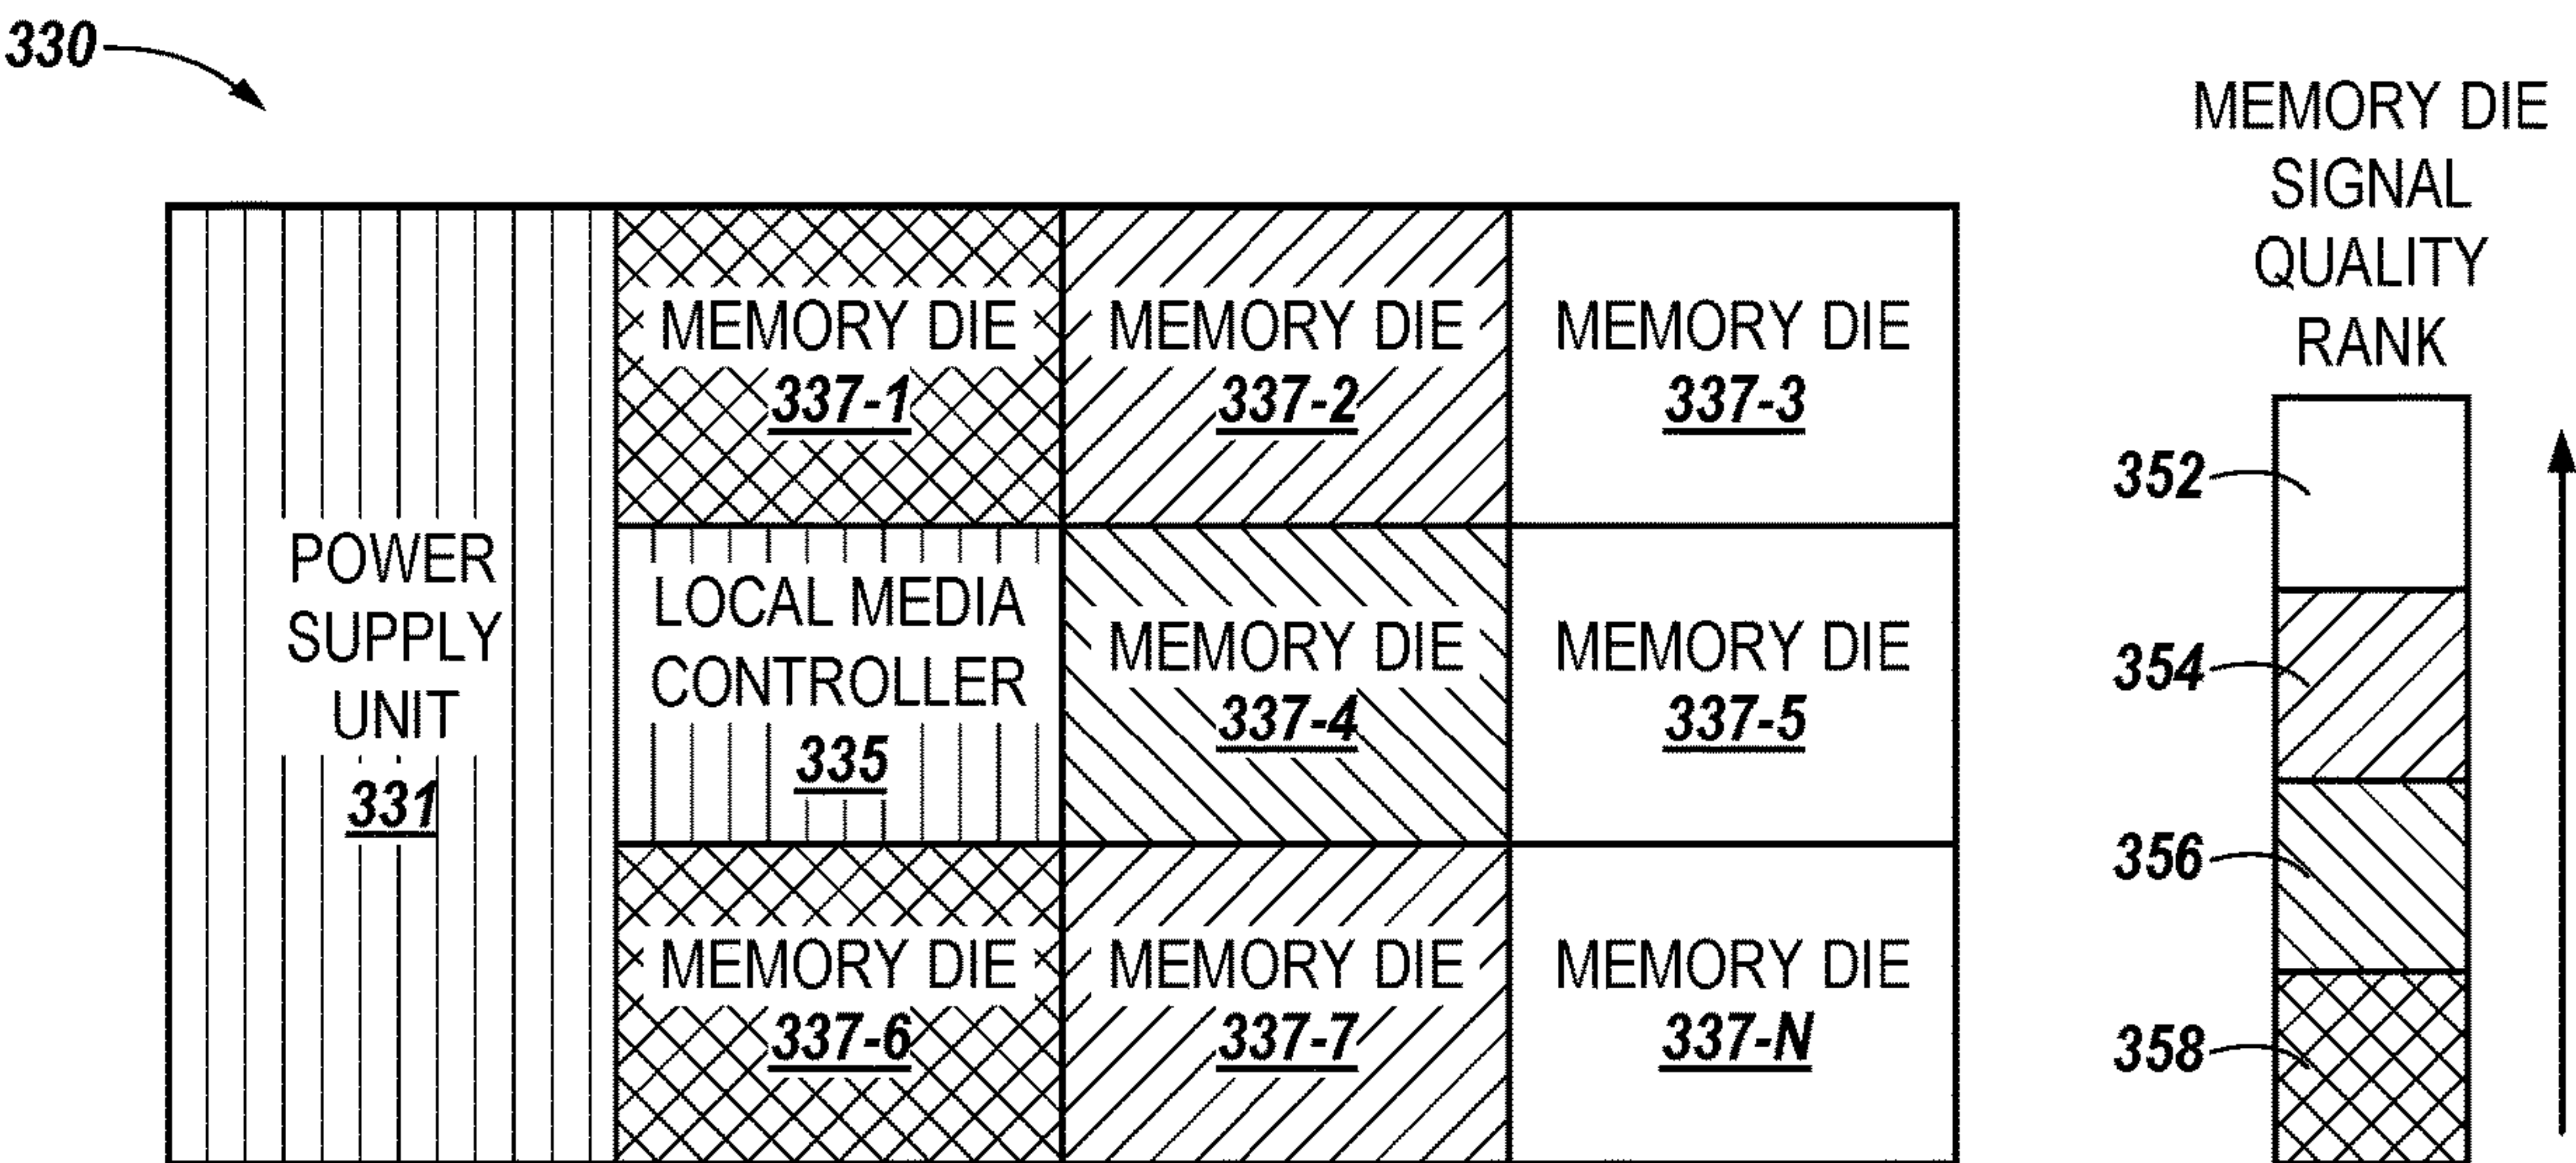 330
MEMORY DIE
SIGNAL
QUALITY
RANK
POWER
SUPPLY
UNIT
331
MEMORY DIE
337-1
MEMORY DIE
337-2
MEMORY DIE
337-3
LOCAL MEDIA
CONTROLLER
335
MEMORY DIE
337-4
MEMORY DIE
337-5
MEMORY DIE
337-6
MEMORY DIE
337-7
MEMORY DIE
337-N
352
354
356
358